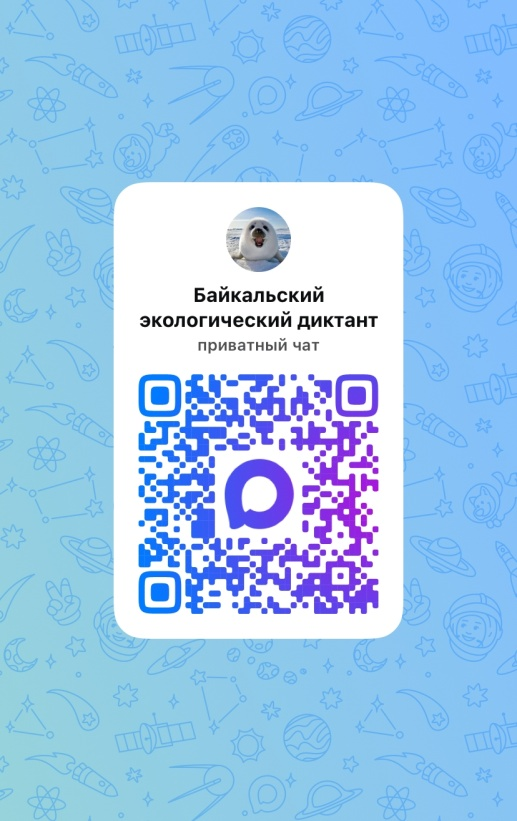 Байкальский
экологический диктант
приватный чат